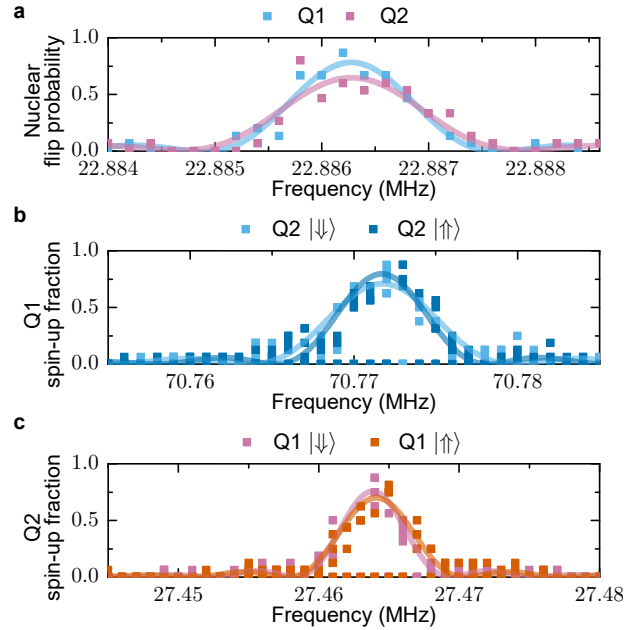 a
Q1 Q2
Nuclear
flip probability
1.0
0.5
0.0
22.884 22.885 22.886 22.887 22.888
Frequency (MHz)
b
Q2 |⇓⟩ Q2 |⇑⟩
Q1
spin-up fraction
1.0
0.5
0.0
70.76 70.77 70.78
Frequency (MHz)
c
Q1 |⇓⟩ Q1 |⇑⟩
Q2
spin-up fraction
1.0
0.5
0.0
27.45 27.46 27.47 27.48
Frequency (MHz)